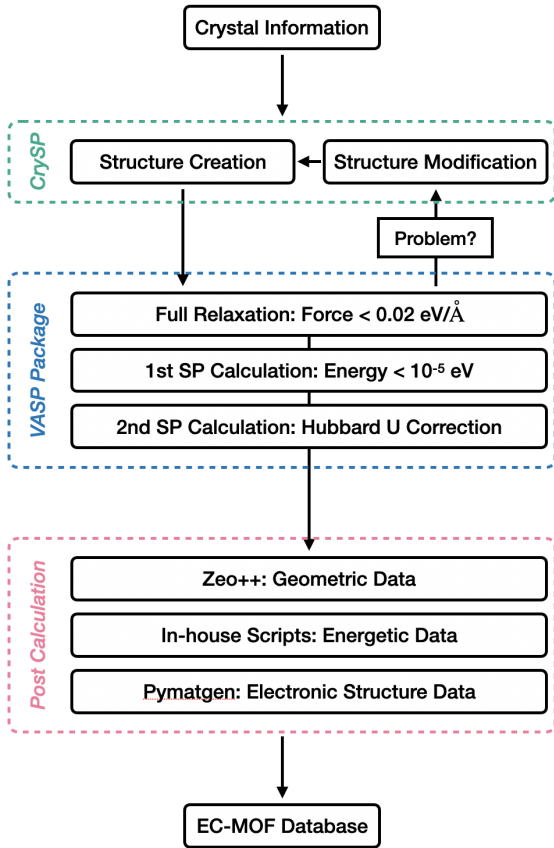 Crystal Information
CrySP
Structure Creation
Structure Modification
Problem?
VASP Package
Full Relaxation: Force < 0.02 eV/Å
1st SP Calculation: Energy < 10⁻⁵ eV
2nd SP Calculation: Hubbard U Correction
Post Calculation
Zeo++: Geometric Data
In-house Scripts: Energetic Data
Pymatgen: Electronic Structure Data
EC-MOF Database